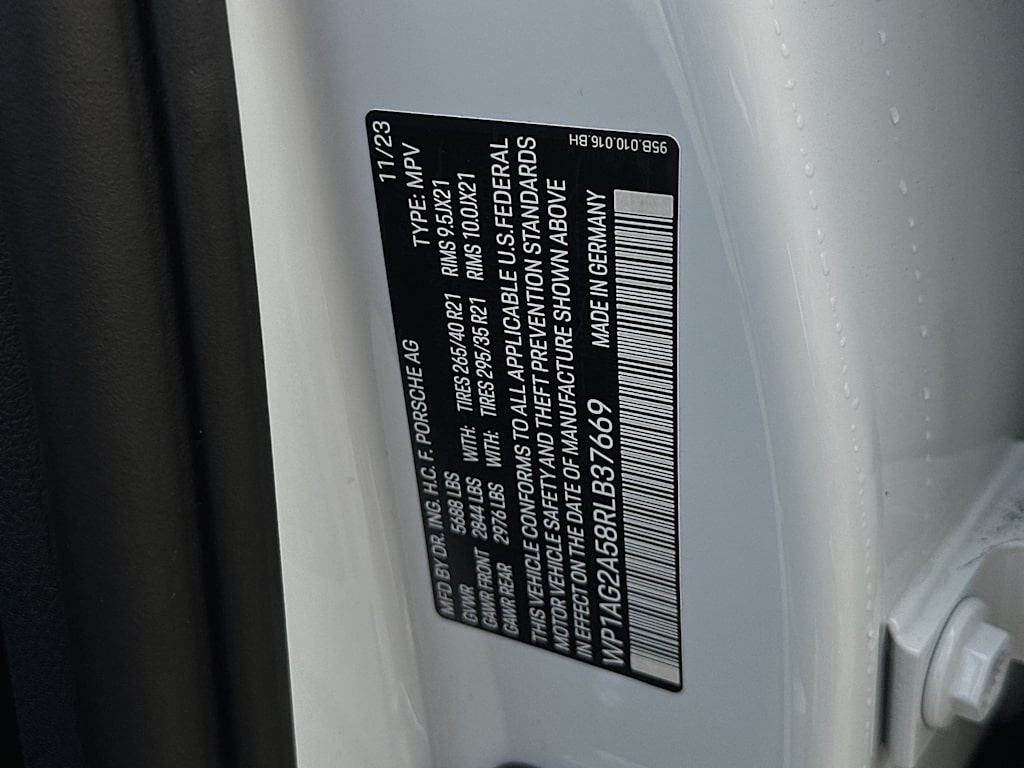 MFD BY DR. ING. H.C. F. PORSCHE AG 11/23
GVWR 5688 LBS TYPE: MPV
GAWR FRONT 2844 LBS WITH: TIRES 265/40 R21 RIMS 9.5JX21
GAWR REAR 2976 LBS WITH: TIRES 295/35 R21 RIMS 10.0JX21
THIS VEHICLE CONFORMS TO ALL APPLICABLE U.S.FEDERAL
MOTOR VEHICLE SAFETY AND THEFT PREVENTION STANDARDS
IN EFFECT ON THE DATE OF MANUFACTURE SHOWN ABOVE
WP1AG2A58RLB37669 MADE IN GERMANY
95B.010.016.BH